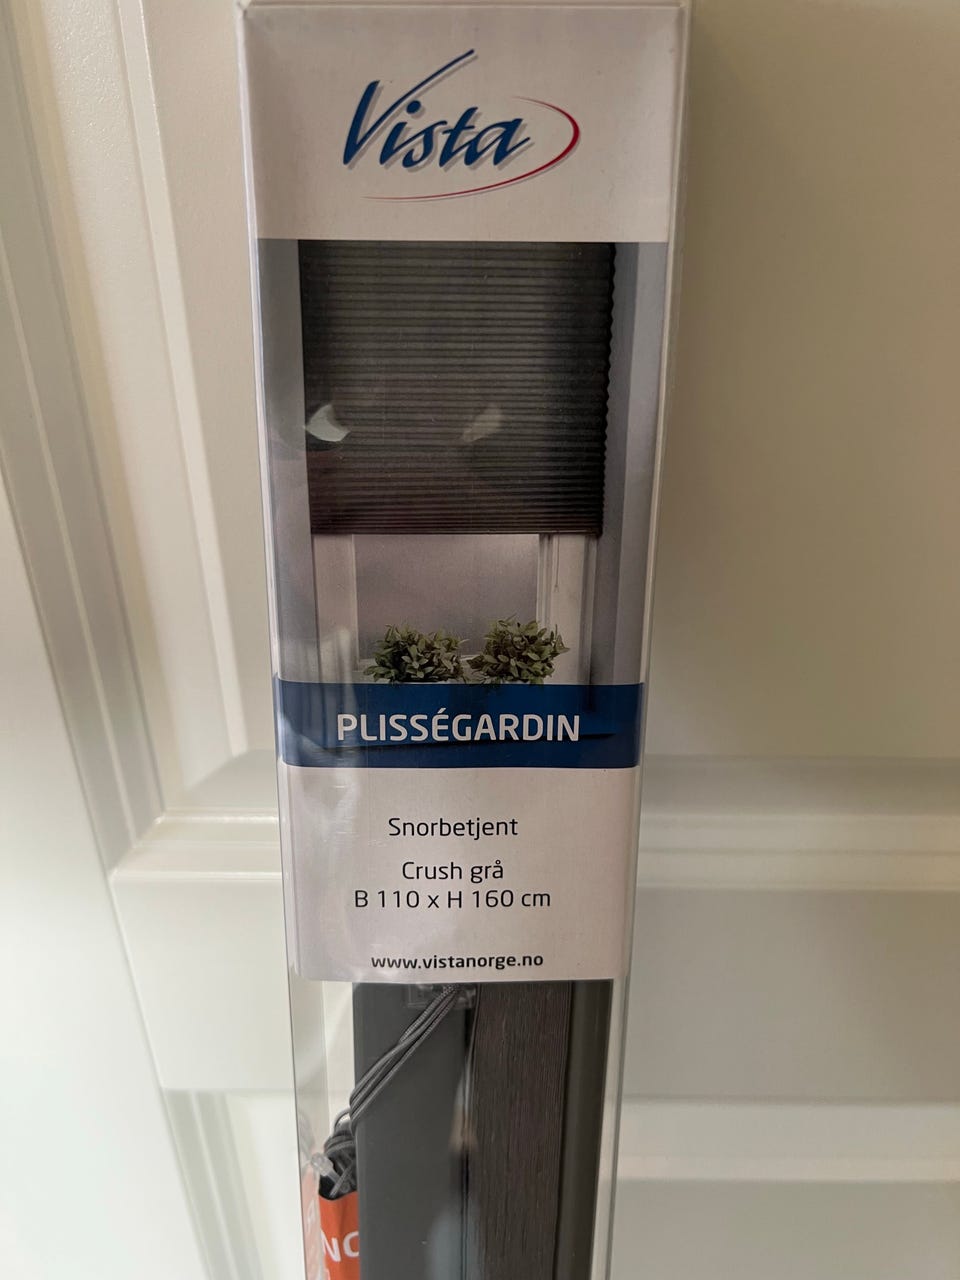 Vista
PLISSÉGARDIN
Snorbetjent
Crush grå
B 110 x H 160 cm
www.vistanorge.no